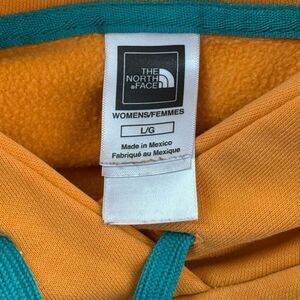 THE
NORTH
FACE
WOMENS/FEMMES
L/G
Made in Mexico
Fabriqué au Mexique